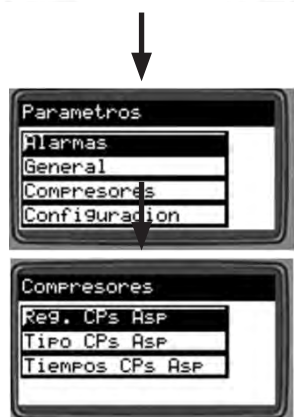 Parametros
Alarmas
General
Compresores
Configuracion
Compresores
Reg. CPs Asp
Tipo CPs Asp
Tiempos CPs Asp